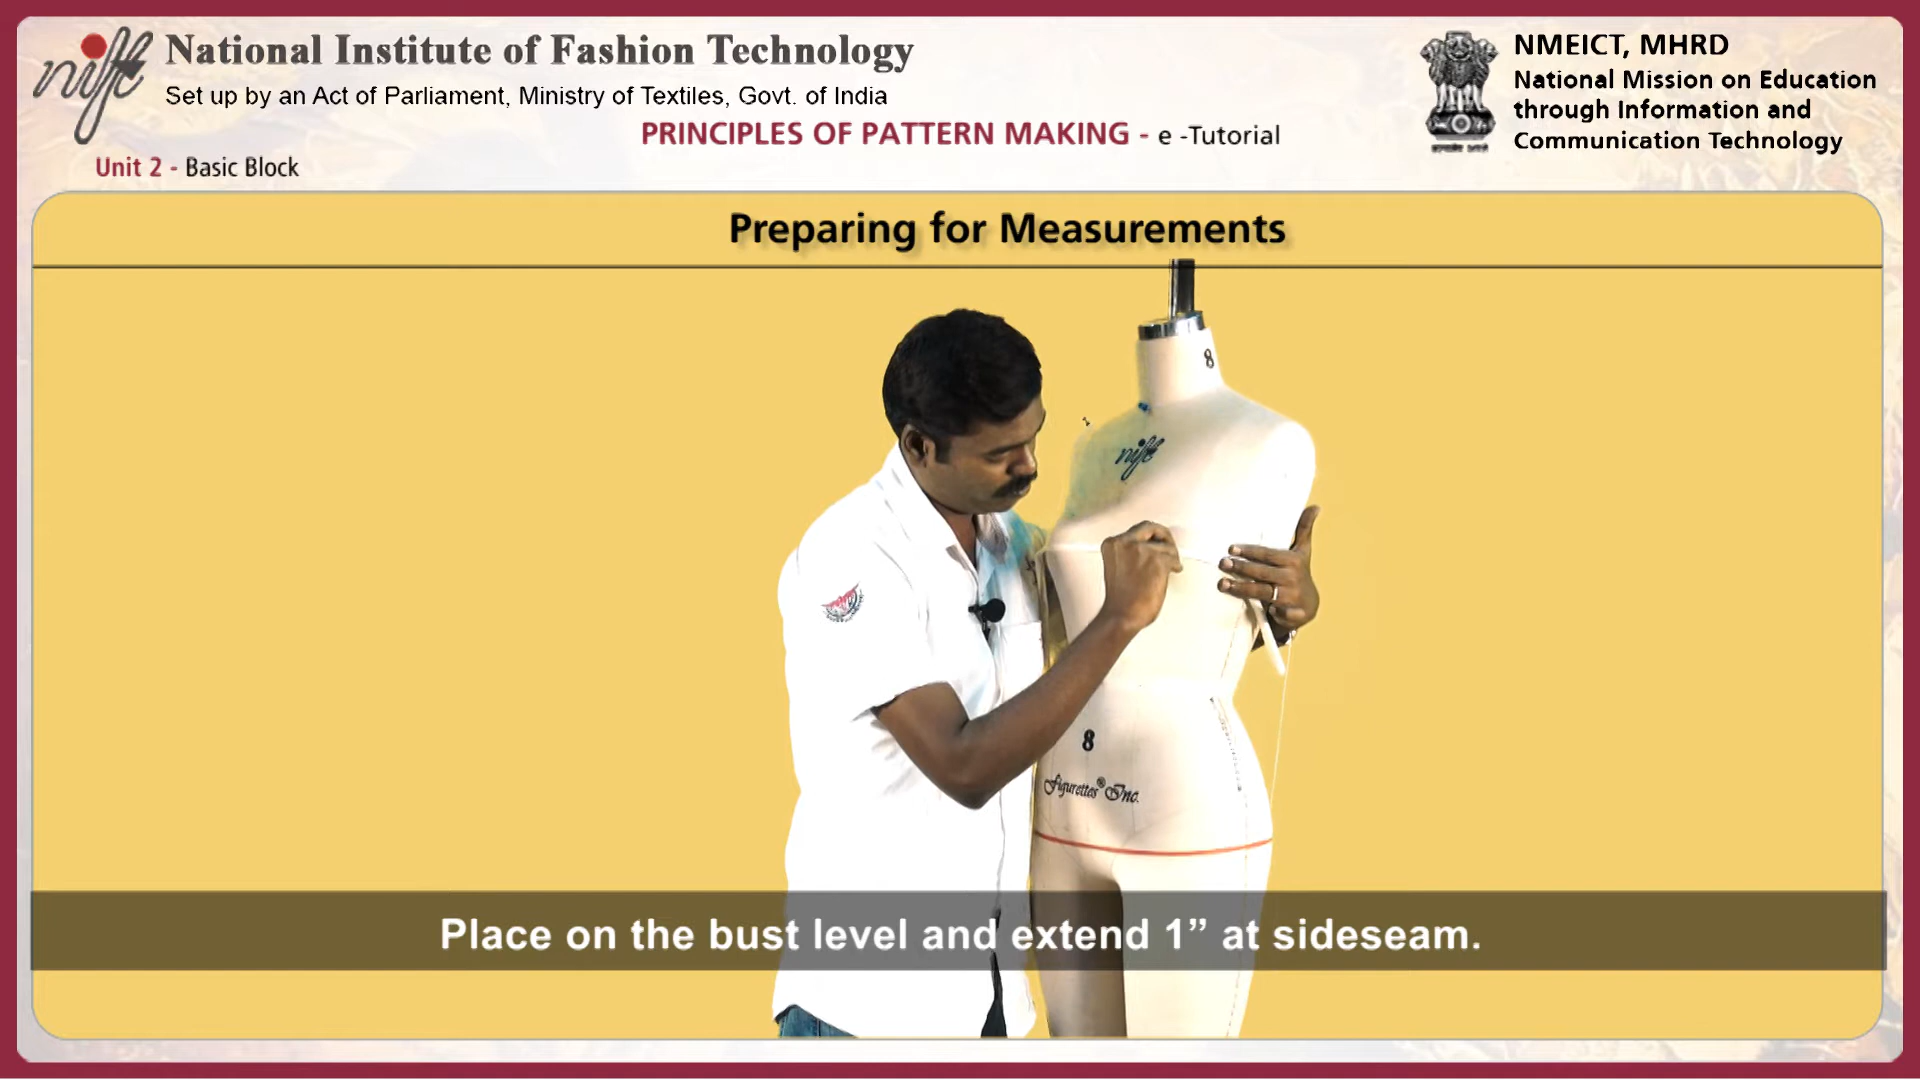 nift
National Institute of Fashion Technology
Set up by an Act of Parliament, Ministry of Textiles, Govt. of India
NMEICT, MHRD
National Mission on Education
through Information and
Communication Technology
PRINCIPLES OF PATTERN MAKING - e -Tutorial
Unit 2 - Basic Block
Preparing for Measurements
8
nift
8
Figurettes® Inc.
Place on the bust level and extend 1” at sideseam.